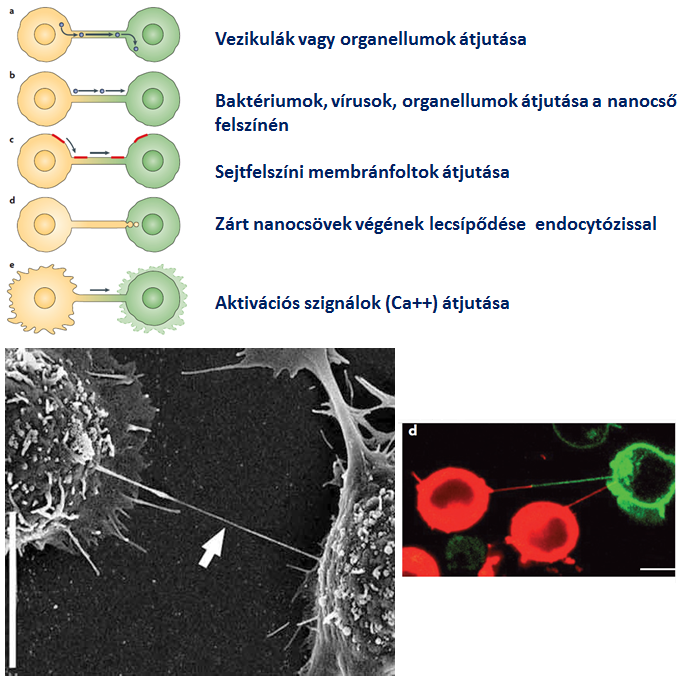 a
Vezikulák vagy organellumok átjutása
b
Baktériumok, vírusok, organellumok átjutása a nanocső
felszínén
c
Sejtfelszíni membránfoltok átjutása
d
Zárt nanocsövek végének lecsípődése endocytózissal
e
Aktivációs szignálok (Ca++) átjutása
d